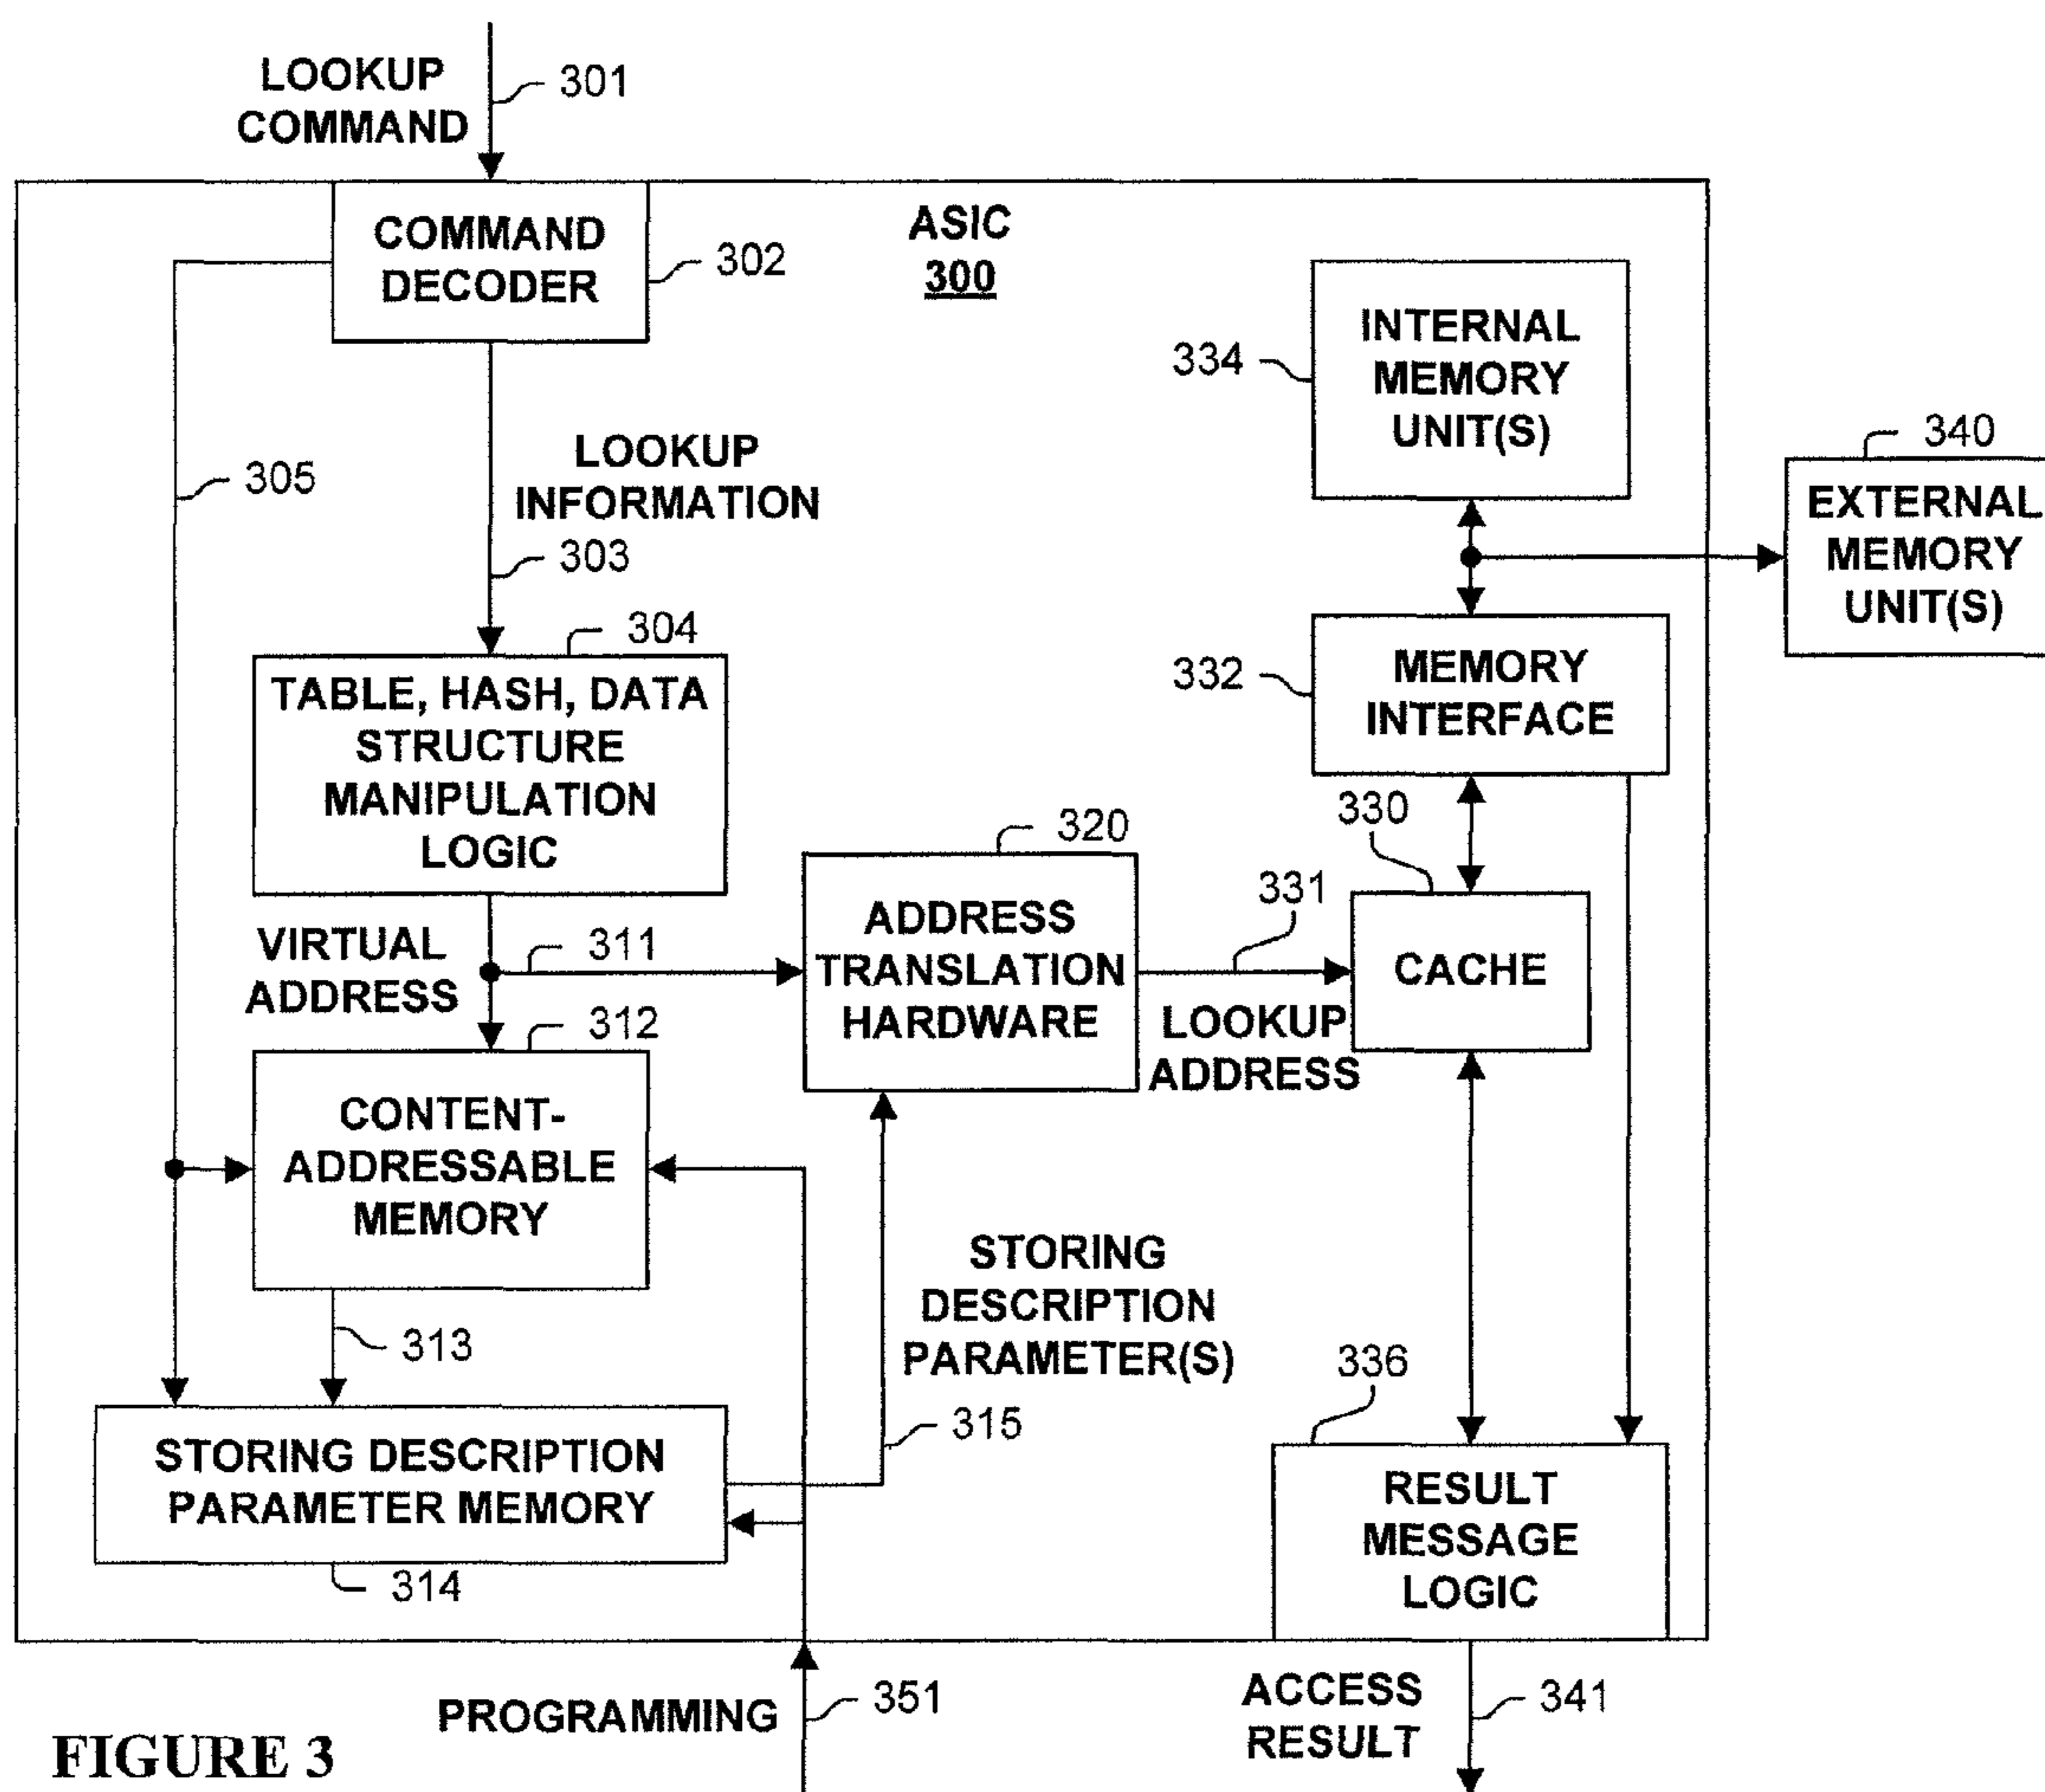 LOOKUP
COMMAND
301
COMMAND
DECODER
302
ASIC
300
INTERNAL
MEMORY
UNIT(S)
334
340
EXTERNAL
MEMORY
UNIT(S)
305
LOOKUP
INFORMATION
303
304
TABLE, HASH, DATA
STRUCTURE
MANIPULATION
LOGIC
332
MEMORY
INTERFACE
330
320
ADDRESS
TRANSLATION
HARDWARE
331
CACHE
LOOKUP
ADDRESS
VIRTUAL
ADDRESS
311
312
CONTENT-
ADDRESSABLE
MEMORY
313
STORING
DESCRIPTION
PARAMETER(S)
315
336
STORING DESCRIPTION
PARAMETER MEMORY
314
RESULT
MESSAGE
LOGIC
PROGRAMMING
351
ACCESS
RESULT
341
FIGURE 3